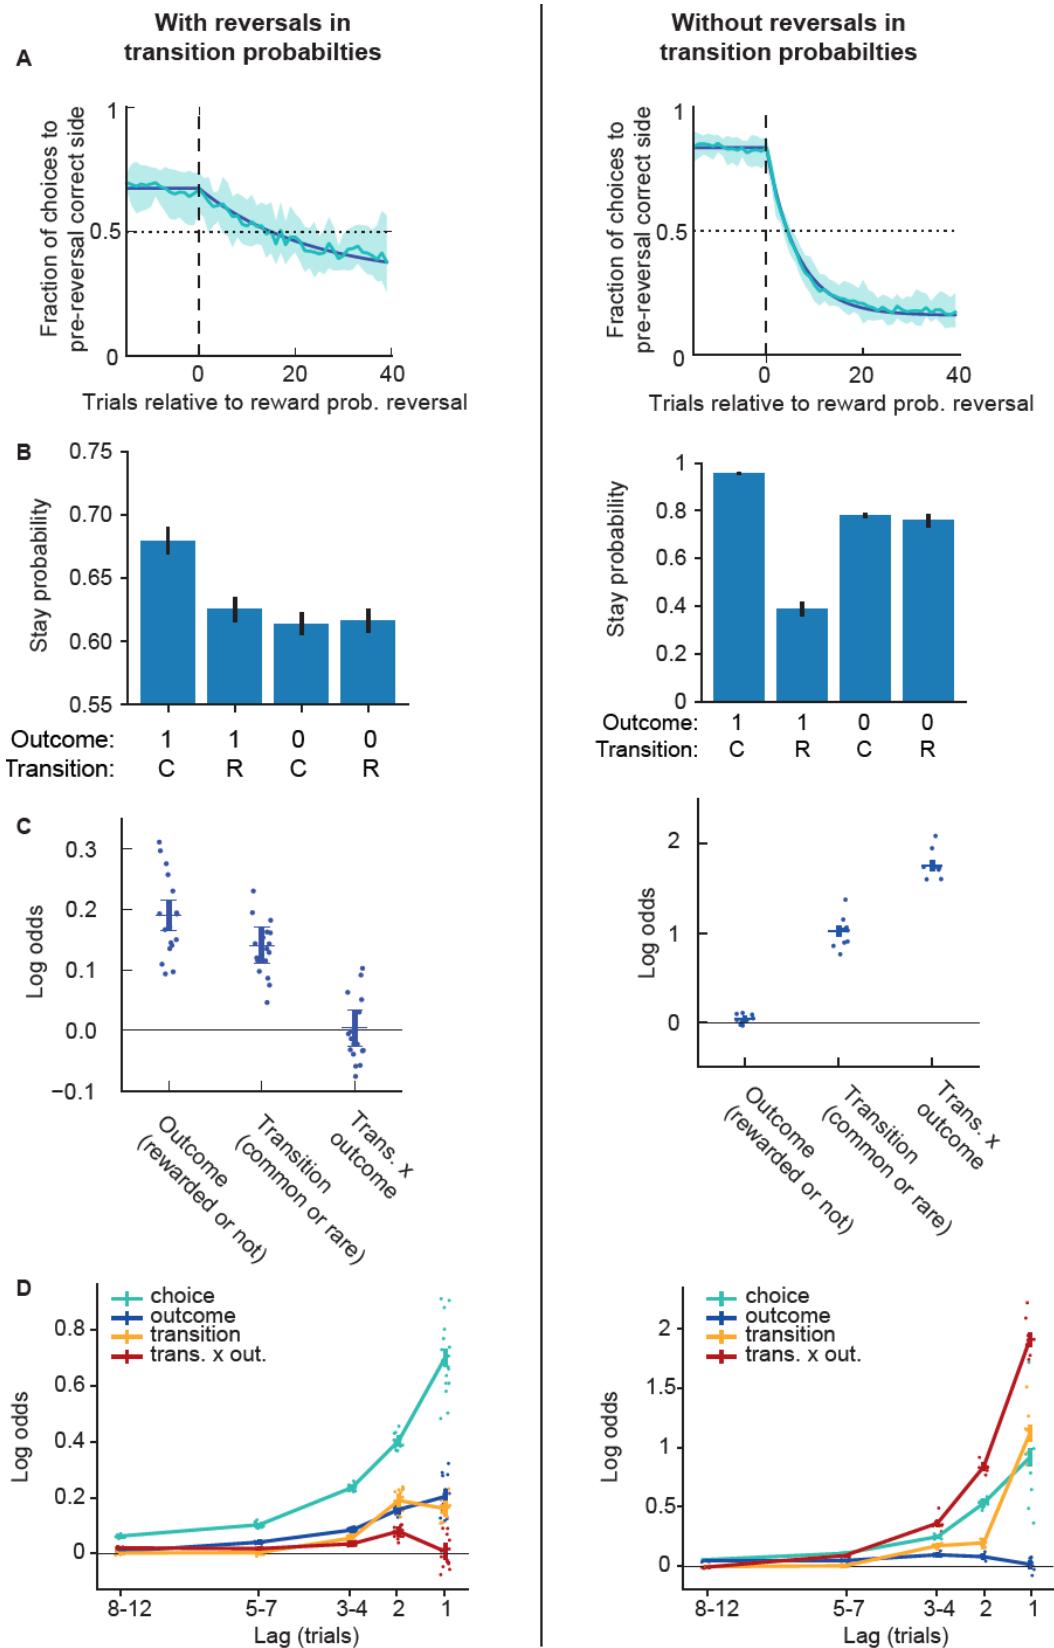 With reversals in
transition probabilties
Without reversals in
transition probabilties
A
Fraction of choices to
pre-reversal correct side
1
0.5
0
0
20
40
Trials relative to reward prob. reversal
Fraction of choices to
pre-reversal correct side
1
0.5
0
0
20
40
Trials relative to reward prob. reversal
B
Stay probability
0.75
0.70
0.65
0.60
0.55
Outcome: 1 1 0 0
Transition: C R C R
Stay probability
1
0.8
0.6
0.4
0.2
0
Outcome: 1 1 0 0
Transition: C R C R
C
Log odds
0.3
0.2
0.1
0.0
−0.1
Outcome
(rewarded or not)
Transition
(common or rare)
Trans. x
outcome
Log odds
2
1
0
Outcome
(rewarded or not)
Transition
(common or rare)
Trans. x
outcome
D
choice
outcome
transition
trans. x out.
Log odds
0.8
0.6
0.4
0.2
0
8-12 5-7 3-4 2 1
Lag (trials)
choice
outcome
transition
trans. x out.
Log odds
2
1.5
1
0.5
0
8-12 5-7 3-4 2 1
Lag (trials)